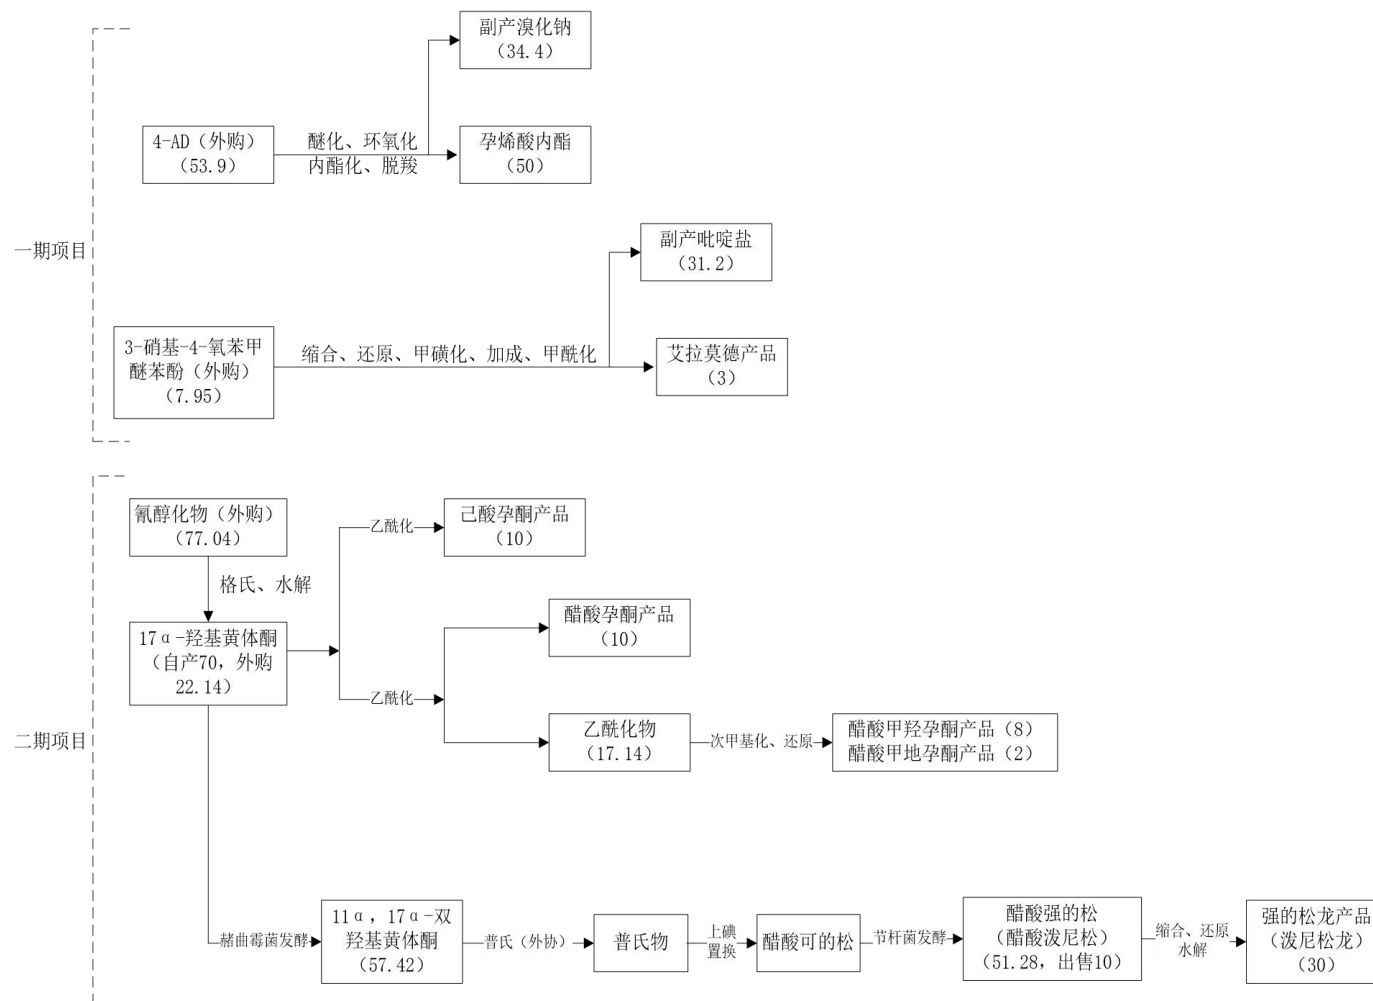 一期项目
副产溴化钠
（34.4）
4-AD（外购）
（53.9）
醚化、环氧化
内酯化、脱羧
孕烯酸内酯
（50）
副产吡啶盐
（31.2）
3-硝基-4-氧苯甲
醚苯酚（外购）
（7.95）
缩合、还原、甲磺化、加成、甲酰化
艾拉莫德产品
（3）
二期项目
氰醇化物（外购）
（77.04）
格氏、水解
17α-羟基黄体酮
（自产70，外购
22.14）
乙酰化
己酸孕酮产品
（10）
乙酰化
醋酸孕酮产品
（10）
乙酰化物
（17.14）
次甲基化、还原
醋酸甲羟孕酮产品（8）
醋酸甲地孕酮产品（2）
赭曲霉菌发酵
11α，17α-双
羟基黄体酮
（57.42）
普氏（外协）
普氏物
上碘
置换
醋酸可的松
节杆菌发酵
醋酸强的松
（醋酸泼尼松）
（51.28，出售10）
缩合、还原
水解
强的松龙产品
（泼尼松龙）
（30）